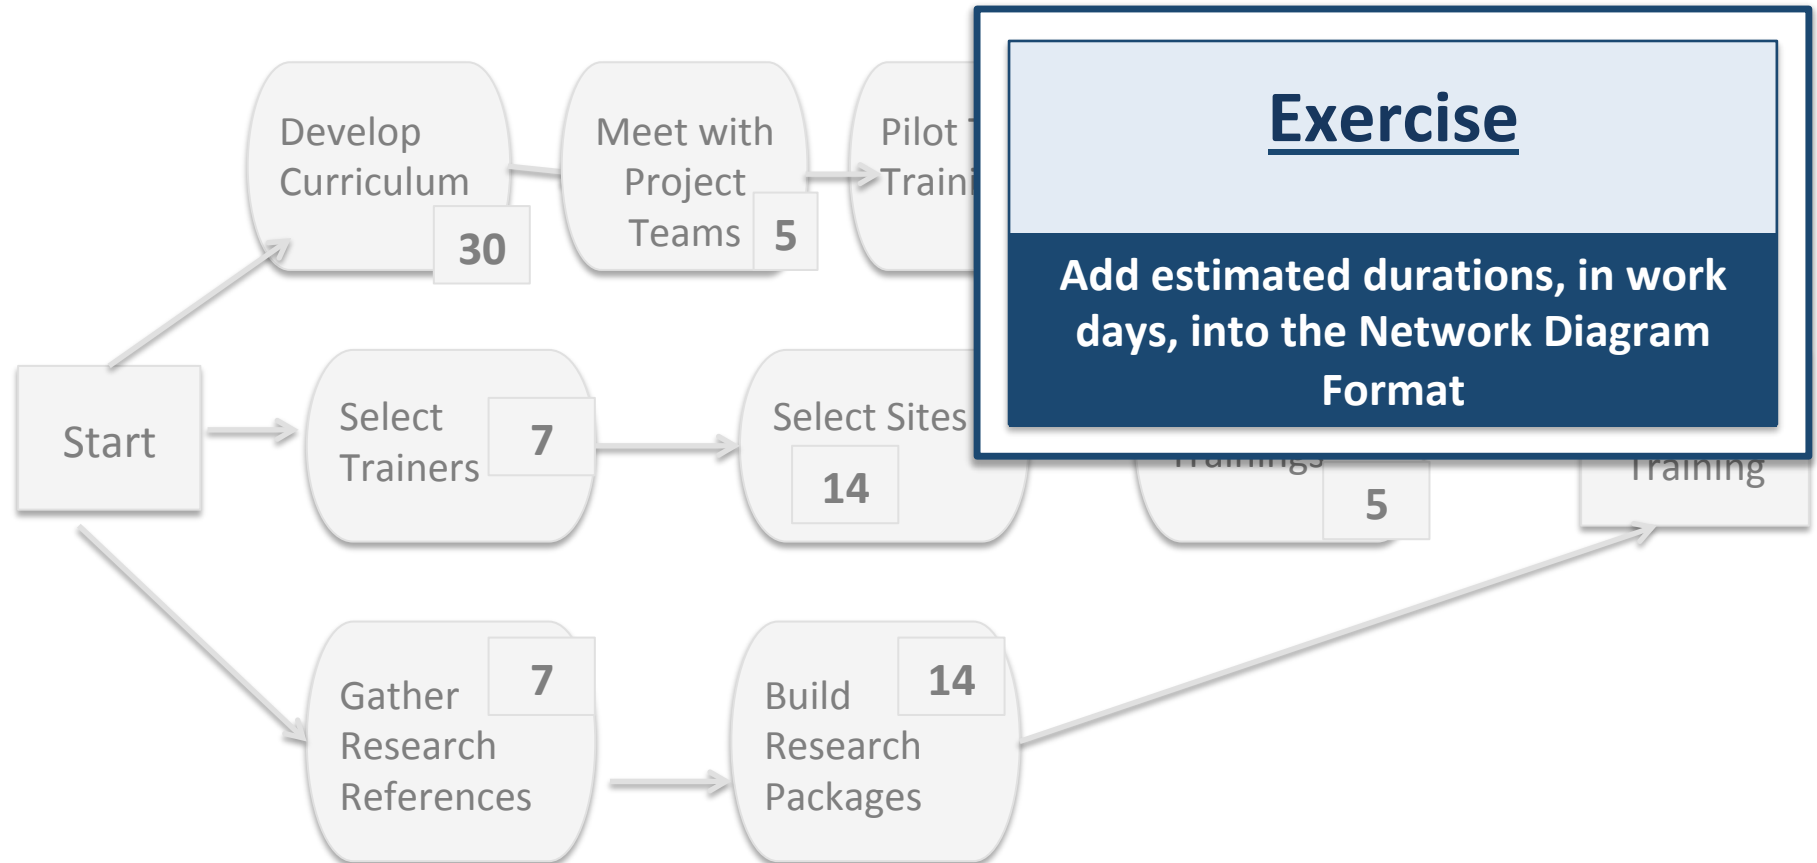 Exercise
Add estimated durations, in work
days, into the Network Diagram
Format
Develop
Curriculum
30
Meet with
Project
Teams
5
Pilot
Start
Select
Trainers
7
Select Sites
14
Trainings
5
Training
Gather
Research
References
7
Build
Research
Packages
14